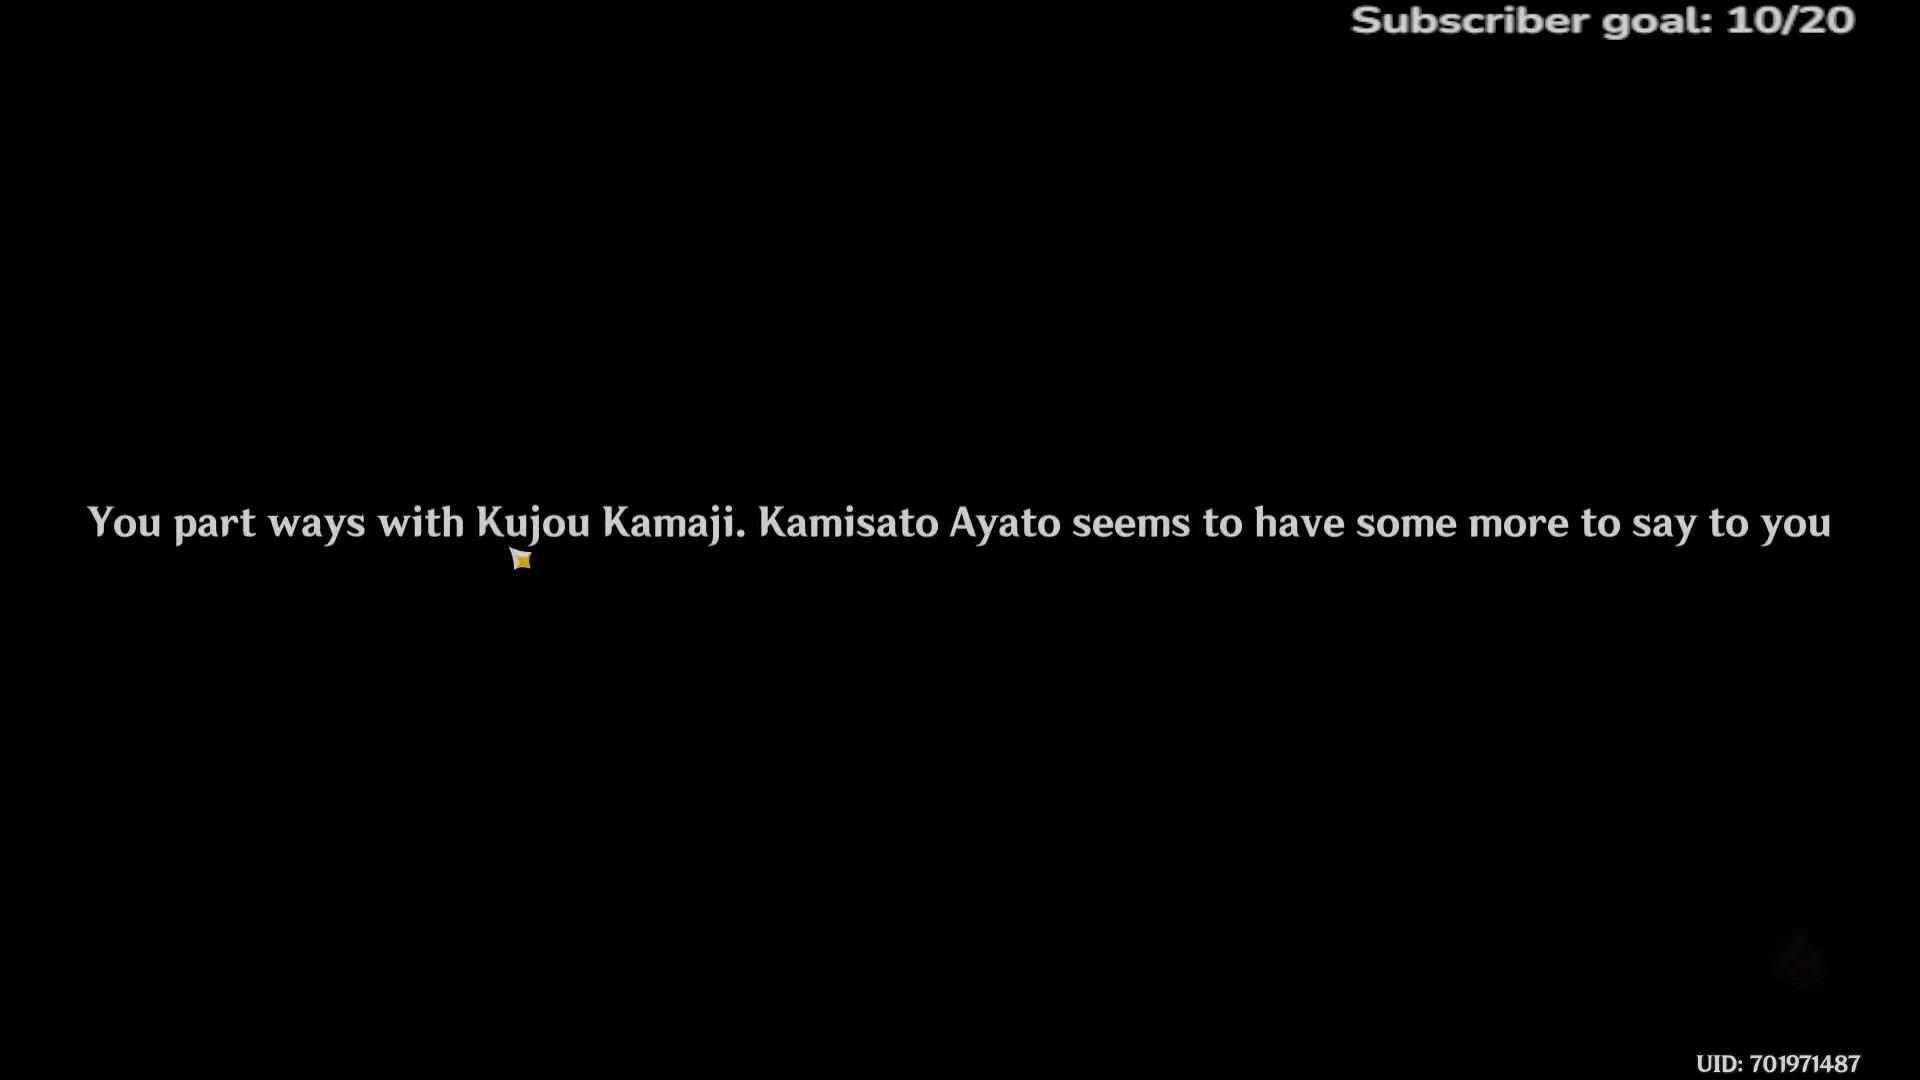 Subscriber goal: 10/20
You part ways with Kujou Kamaji. Kamisato Ayato seems to have some more to say to you
UID: 701971487